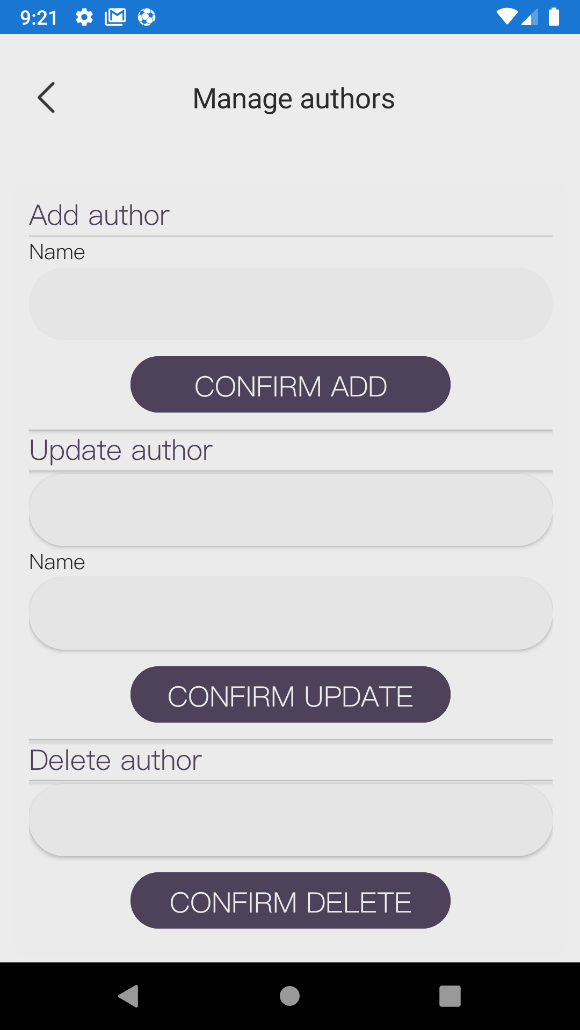 9:21
Manage authors
Add author
Name
CONFIRM ADD
Update author
Name
CONFIRM UPDATE
Delete author
CONFIRM DELETE